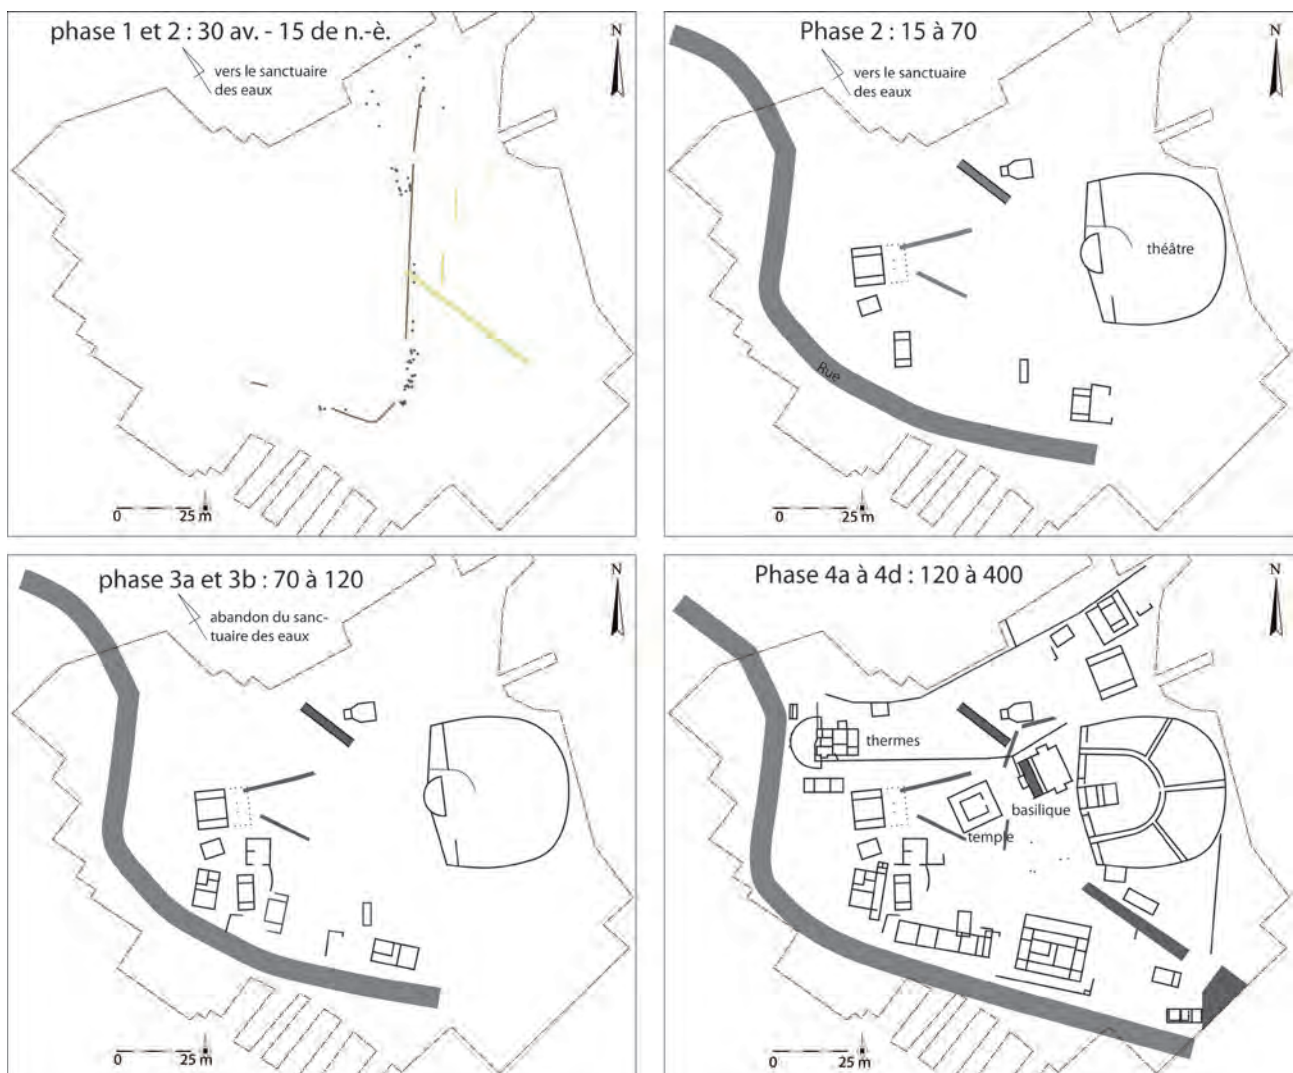 phase 1 et 2 : 30 av. - 15 de n.-è.
N
vers le sanctuaire
des eaux
0 25 m
Phase 2 : 15 à 70
N
vers le sanctuaire
des eaux
théâtre
Rue
0 25 m
phase 3a et 3b : 70 à 120
N
abandon du sanc-
tuaire des eaux
0 25 m
Phase 4a à 4d : 120 à 400
N
thermes
basilique
temple
0 25 m